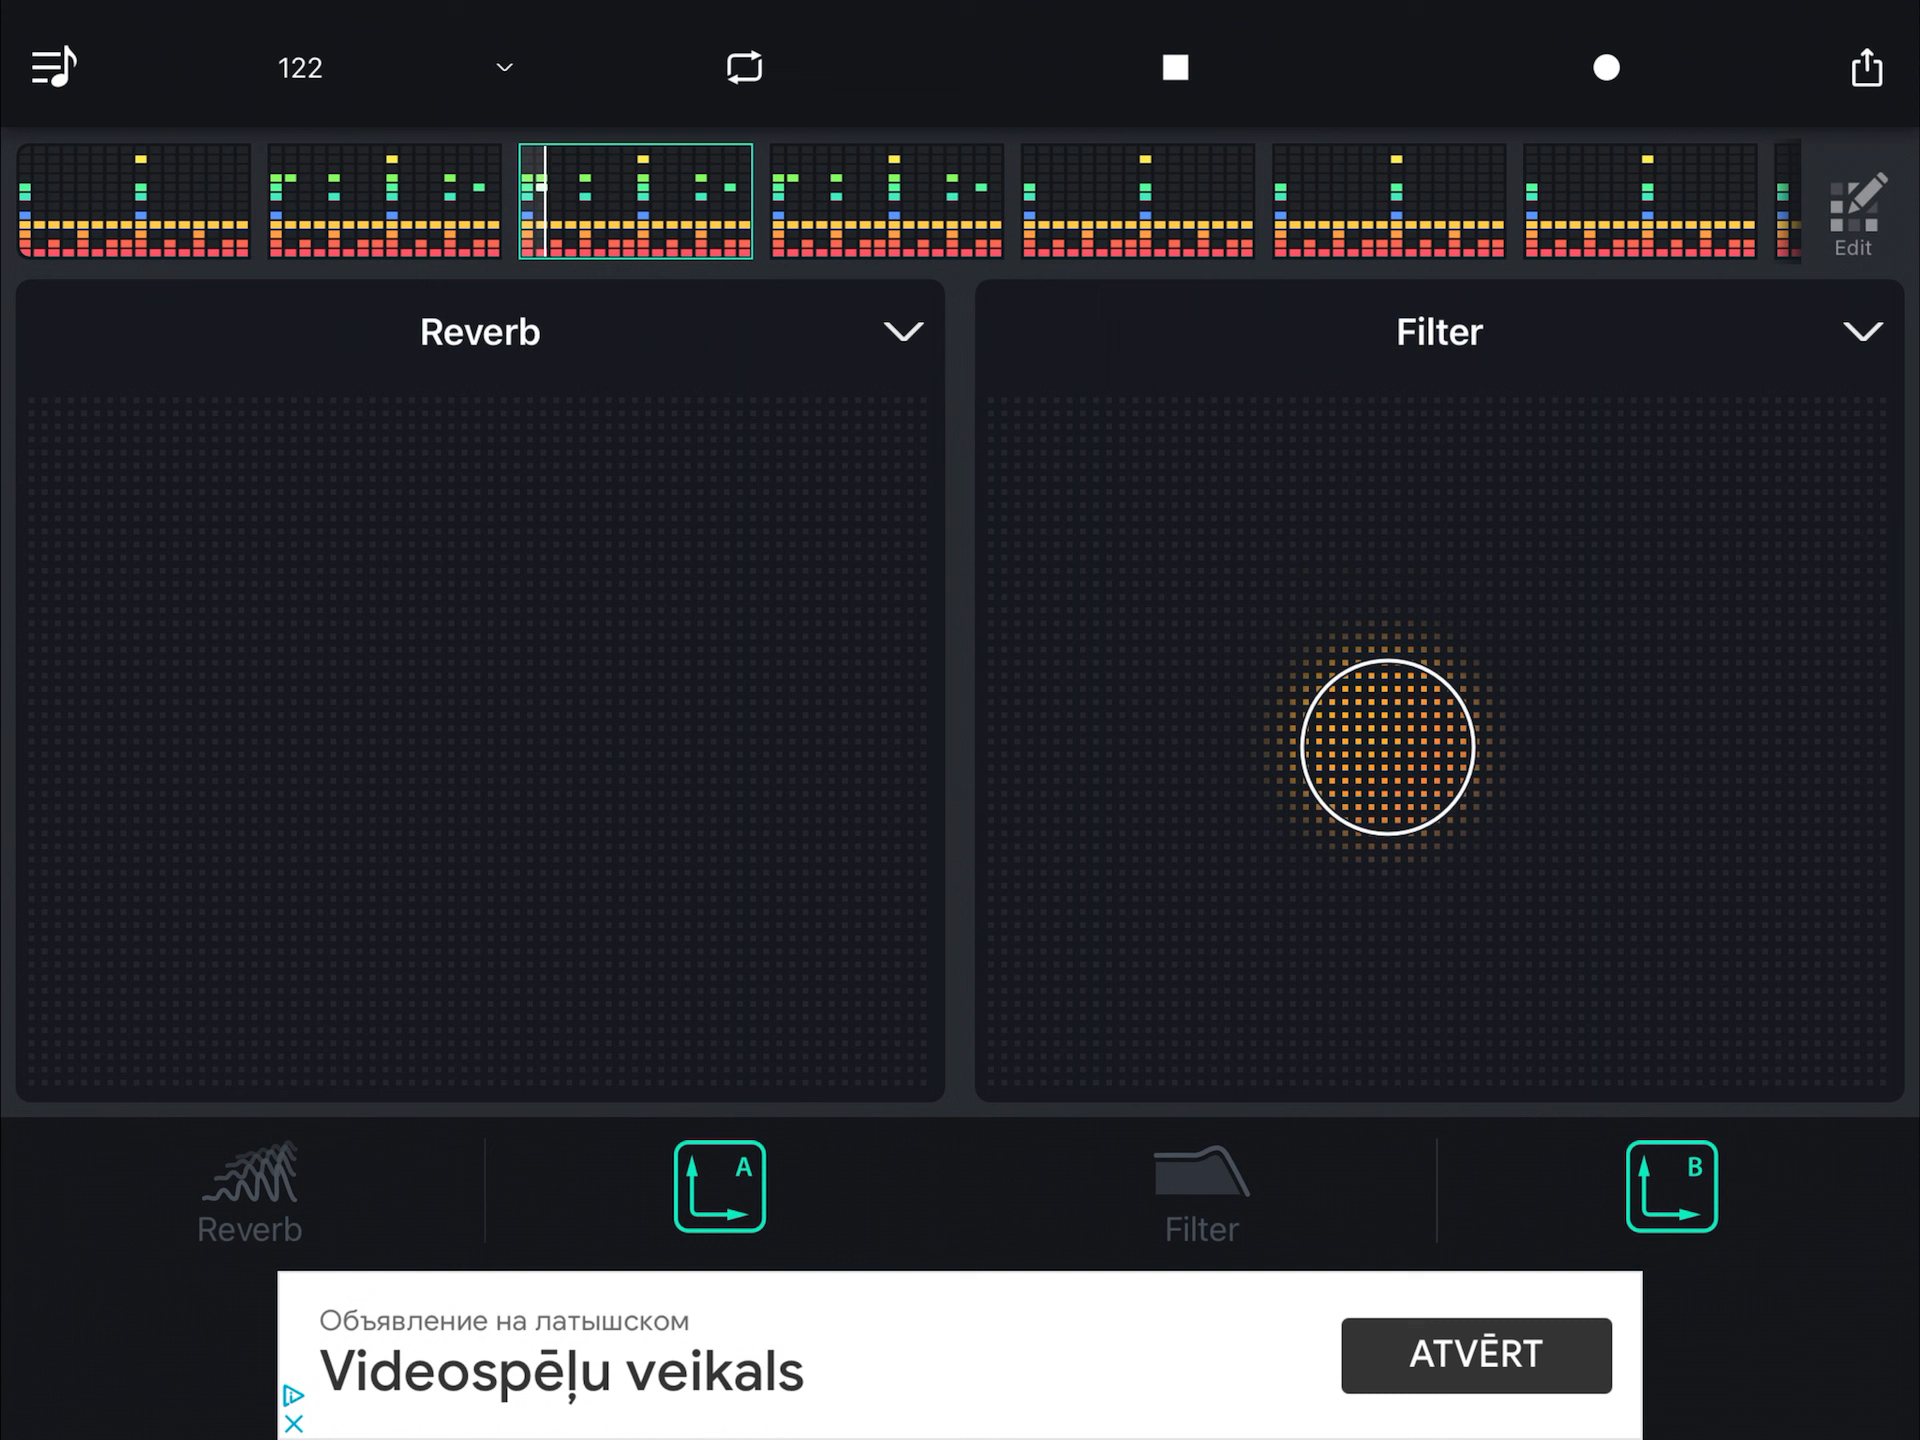 122
Edit
Reverb
Filter
Reverb
A
Filter
B
Объявление на латышском
Videospēļu veikals
ATVĒRT